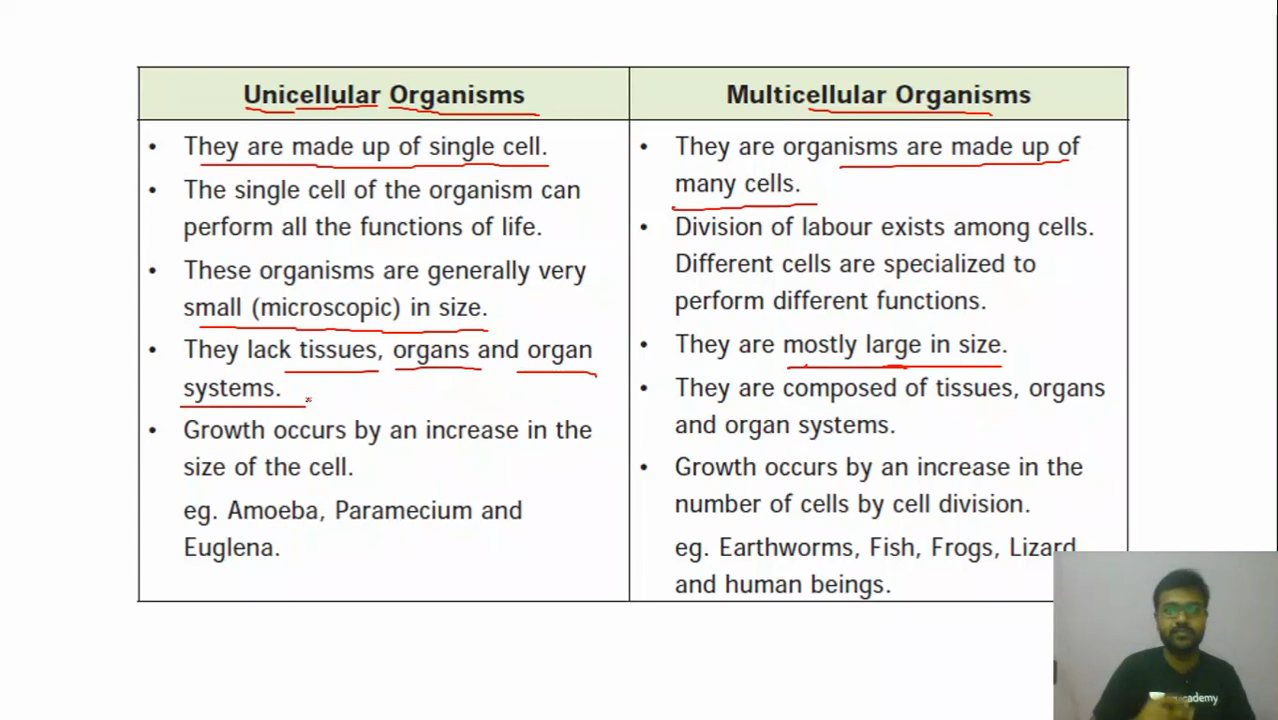 Unicellular Organisms
• They are made up of single cell.
• The single cell of the organism can
perform all the functions of life.
• These organisms are generally very
small (microscopic) in size.
• They lack tissues, organs and organ
systems.
• Growth occurs by an increase in the
size of the cell.
eg. Amoeba, Paramecium and
Euglena.
Multicellular Organisms
• They are organisms are made up of
many cells.
• Division of labour exists among cells.
Different cells are specialized to
perform different functions.
• They are mostly large in size.
• They are composed of tissues, organs
and organ systems.
• Growth occurs by an increase in the
number of cells by cell division.
eg. Earthworms, Fish, Frogs, Lizard
and human beings.